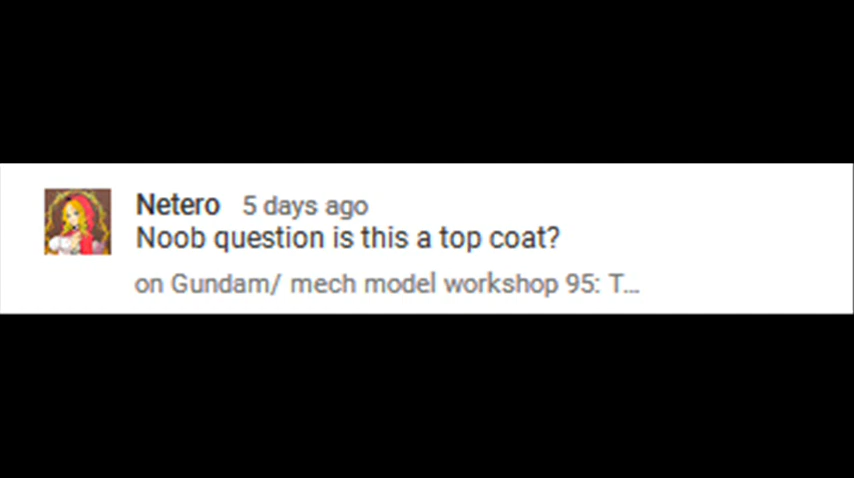 Netero 5 days ago
Noob question is this a top coat?
on Gundam/ mech model workshop 95: T...